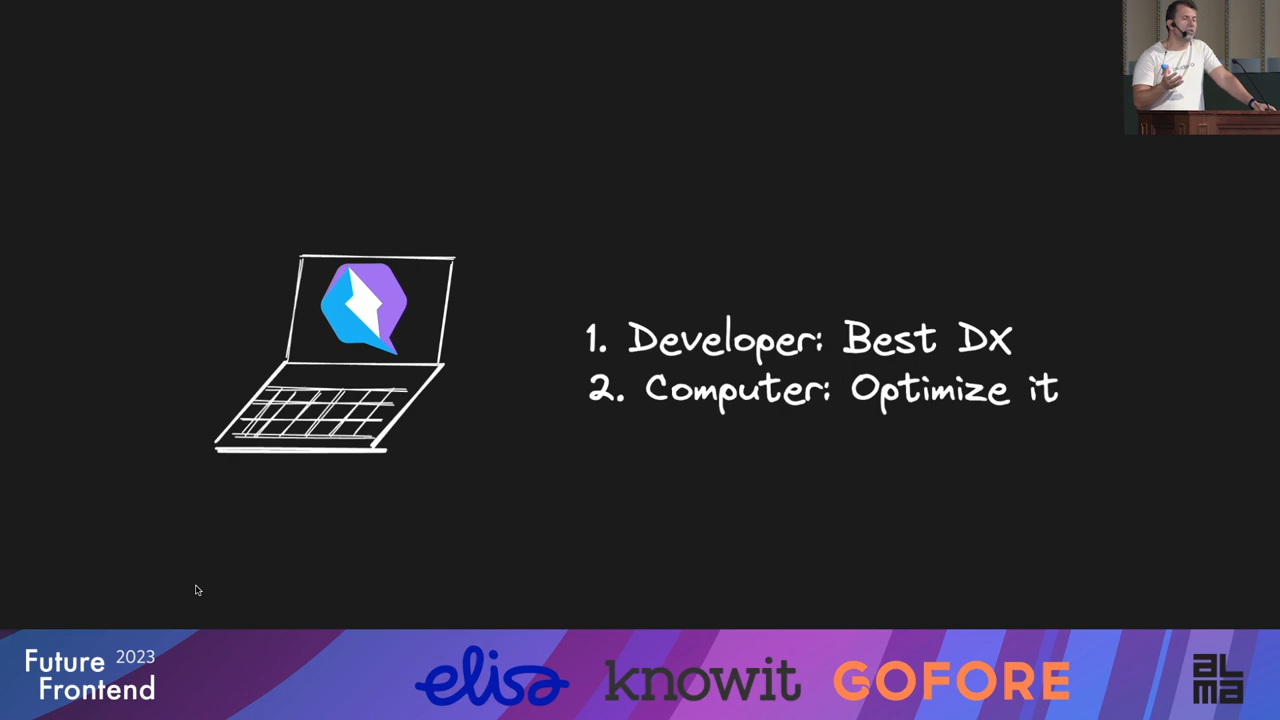 1. Developer: Best DX
2. Computer: Optimize it
Future 2023
Frontend
elisa
knowit
GOFORE
ALMA